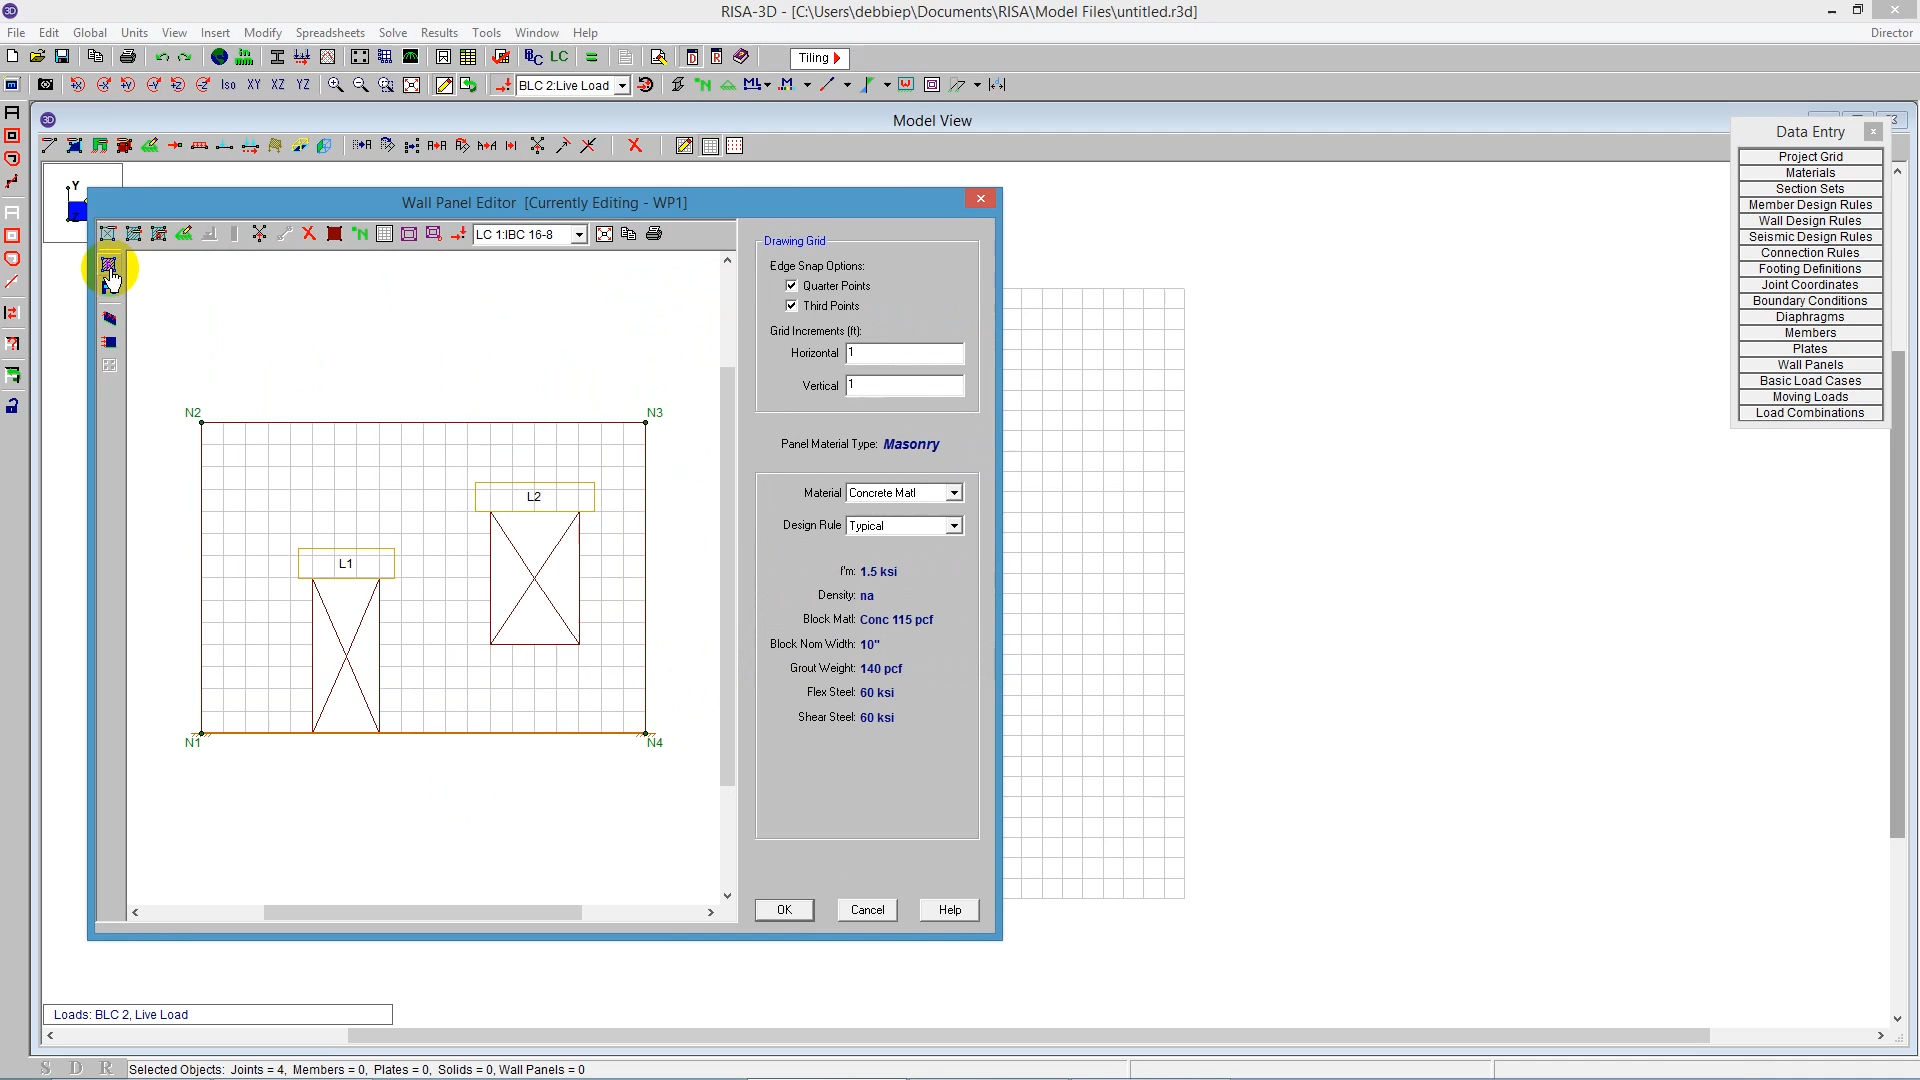 RISA-3D - [C:\Users\debbiep\Documents\RISA\Model Files\untitled.r3d]
File Edit Global Units View Insert Modify Spreadsheets Solve Results Tools Window Help
Director
LC
Tiling
Iso XY XZ YZ
BLC 2:Live Load
3D
Model View
Data Entry
Project Grid
Materials
Section Sets
Member Design Rules
Wall Design Rules
Seismic Design Rules
Connection Rules
Footing Definitions
Joint Coordinates
Boundary Conditions
Diaphragms
Members
Plates
Wall Panels
Basic Load Cases
Moving Loads
Load Combinations
Y
Z
Wall Panel Editor [Currently Editing - WP1]
LC 1:IBC 16-8
N2
N3
L2
L1
N1
N4
Drawing Grid
Edge Snap Options:
Quarter Points
Third Points
Grid Increments (ft):
Horizontal 1
Vertical 1
Panel Material Type: Masonry
Material Concrete Matl
Design Rule Typical
f'm: 1.5 ksi
Density: na
Block Matl: Conc 115 pcf
Block Nom Width: 10"
Grout Weight: 140 pcf
Flex Steel: 60 ksi
Shear Steel: 60 ksi
OK Cancel Help
Loads: BLC 2, Live Load
S D R Selected Objects: Joints = 4, Members = 0, Plates = 0, Solids = 0, Wall Panels = 0